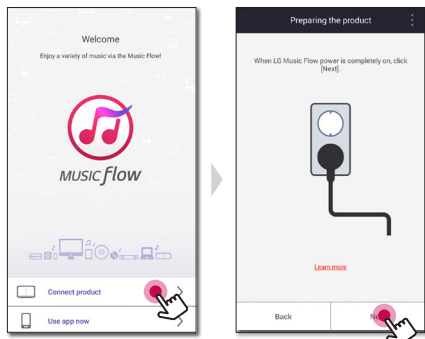 Welcome
Enjoy a variety of music via the Music Flow!
MUSIC flow
Connect product
Use app now
Preparing the product
When LG Music Flow power is completely on, click
[Next].
Learn more
Back